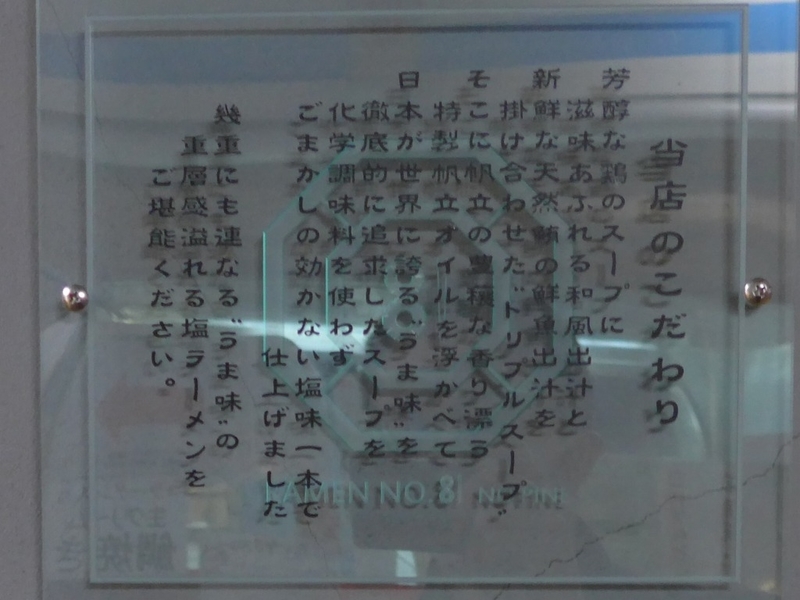 当店のこだわり
芳醇な鶏のスープに
滋味あふれる和風出汁と
新鮮な天然鮪の鮮魚出汁を
掛け合わせた“トリプルスープ”
そこに帆立の豊穣な香り漂う
特製帆立オイルを浮かべて
日本が世界に誇る“うま味”を
徹底的に追求したスープを
化学調味料を使わず
ごまかしの効かない塩味一本で
仕上げました
幾重にも連なる“うま味”の
重層感溢れる塩ラーメンを
ご堪能ください。
RAMEN NO.8 NO PINE
鍋焼き